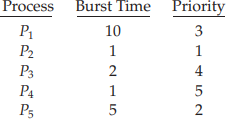 Process Burst Time Priority
P1 10 3
P2 1 1
P3 2 4
P4 1 5
P5 5 2